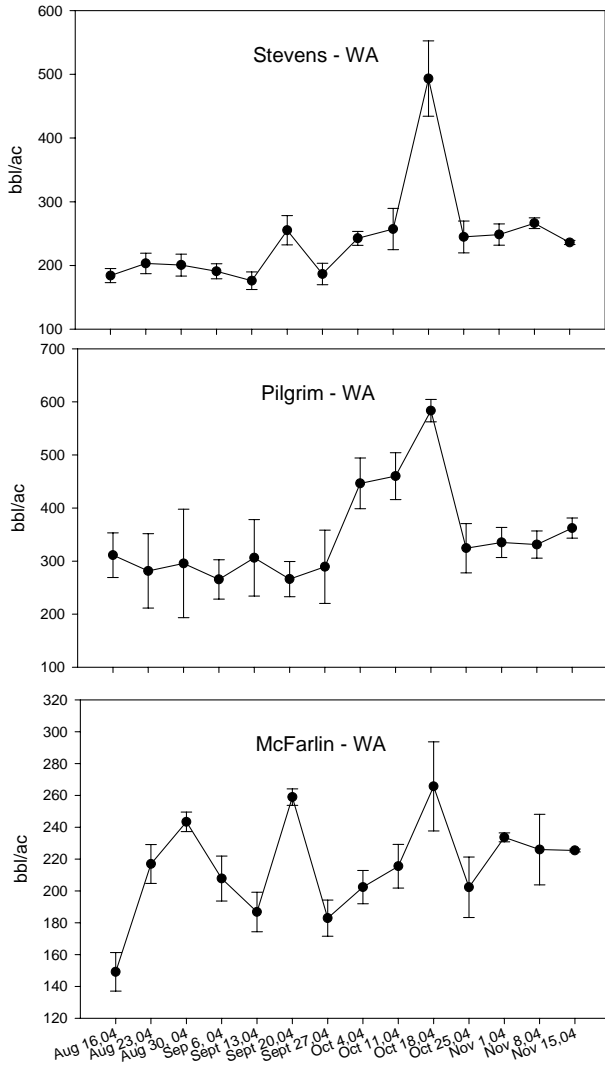 600
500
400
300
200
100
bbl/ac
Stevens - WA
700
600
500
400
300
200
100
bbl/ac
Pilgrim - WA
320
300
280
260
240
220
200
180
160
140
120
bbl/ac
McFarlin - WA
Aug 16,04
Aug 23,04
Aug 30, 04
Sep 6, 04
Sept 13,04
Sept 20,04
Sept 27,04
Oct 4,04
Oct 11,04
Oct 18,04
Oct 25,04
Nov 1,04
Nov 8,04
Nov 15,04